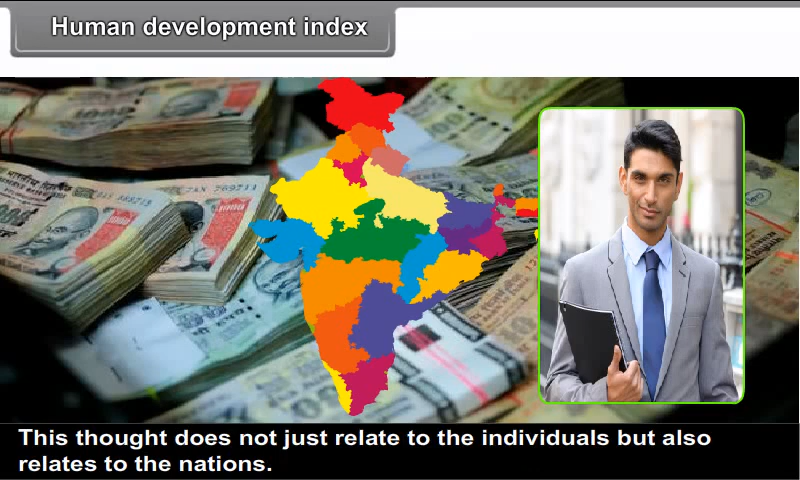 Human development index
This thought does not just relate to the individuals but also
relates to the nations.